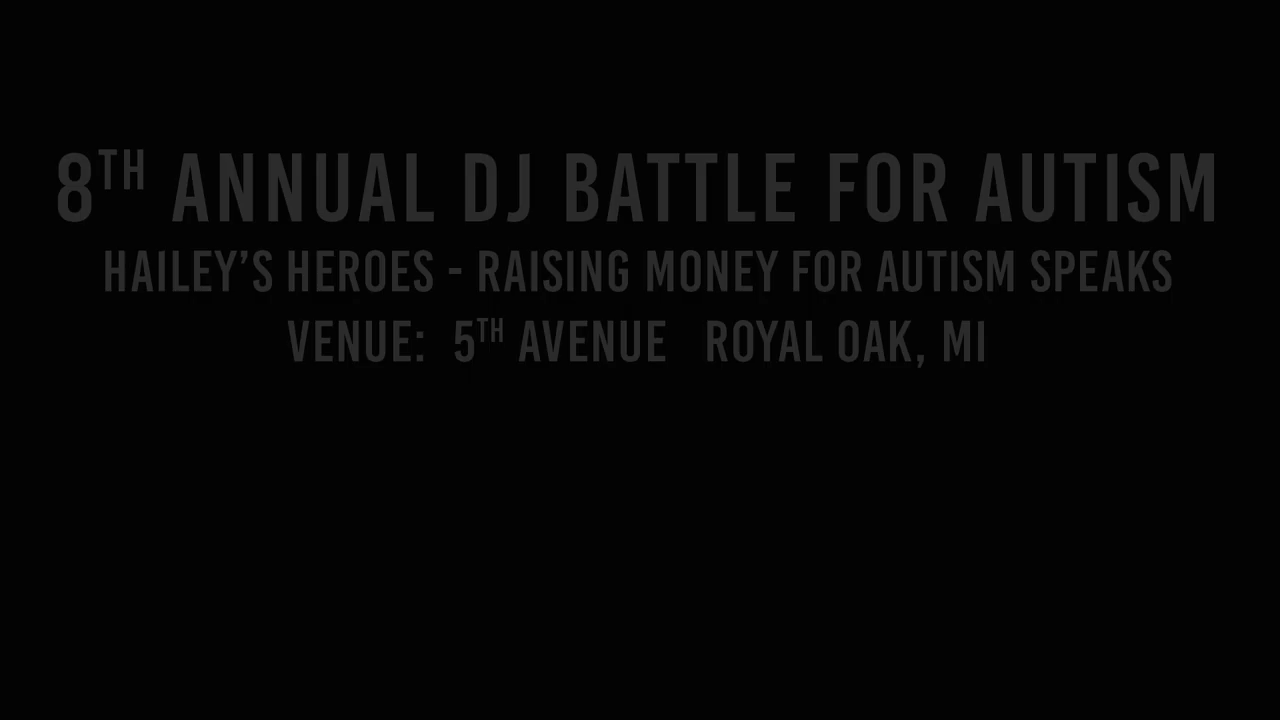 8TH ANNUAL DJ BATTLE FOR AUTISM
HAILEY’S HEROES - RAISING MONEY FOR AUTISM SPEAKS
VENUE: 5TH AVENUE ROYAL OAK, MI